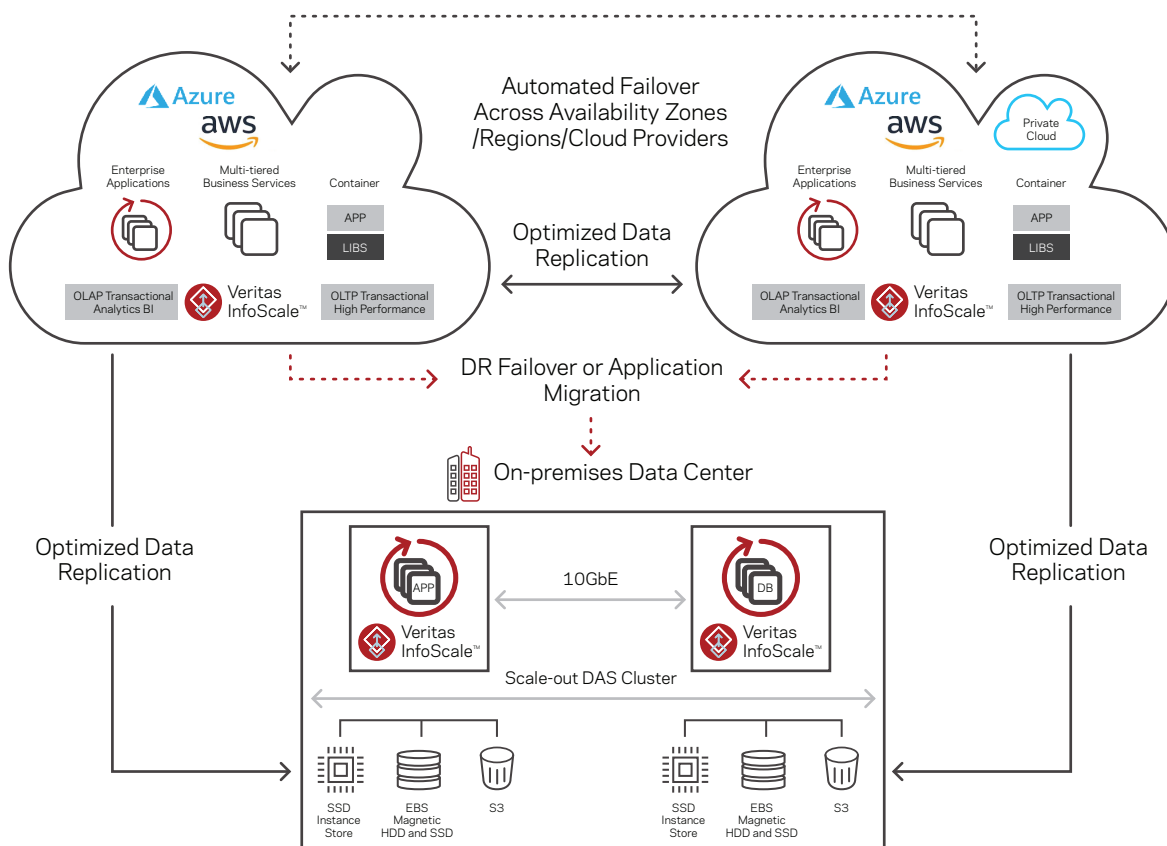 Azure
aws
Enterprise
Applications
Multi-tiered
Business Services
Container
APP
LIBS
OLAP Transactional
Analytics BI
Veritas
InfoScale™
OLTP Transactional
High Performance
Automated Failover
Across Availability Zones
/Regions/Cloud Providers
Optimized Data
Replication
Azure
aws
Private
Cloud
Enterprise
Applications
Multi-tiered
Business Services
Container
APP
LIBS
OLAP Transactional
Analytics BI
Veritas
InfoScale™
OLTP Transactional
High Performance
DR Failover or Application
Migration
On-premises Data Center
Optimized Data
Replication
Optimized Data
Replication
APP
Veritas
InfoScale™
10GbE
DB
Veritas
InfoScale™
Scale-out DAS Cluster
SSD
Instance
Store
EBS
Magnetic
HDD and SSD
S3
SSD
Instance
Store
EBS
Magnetic
HDD and SSD
S3